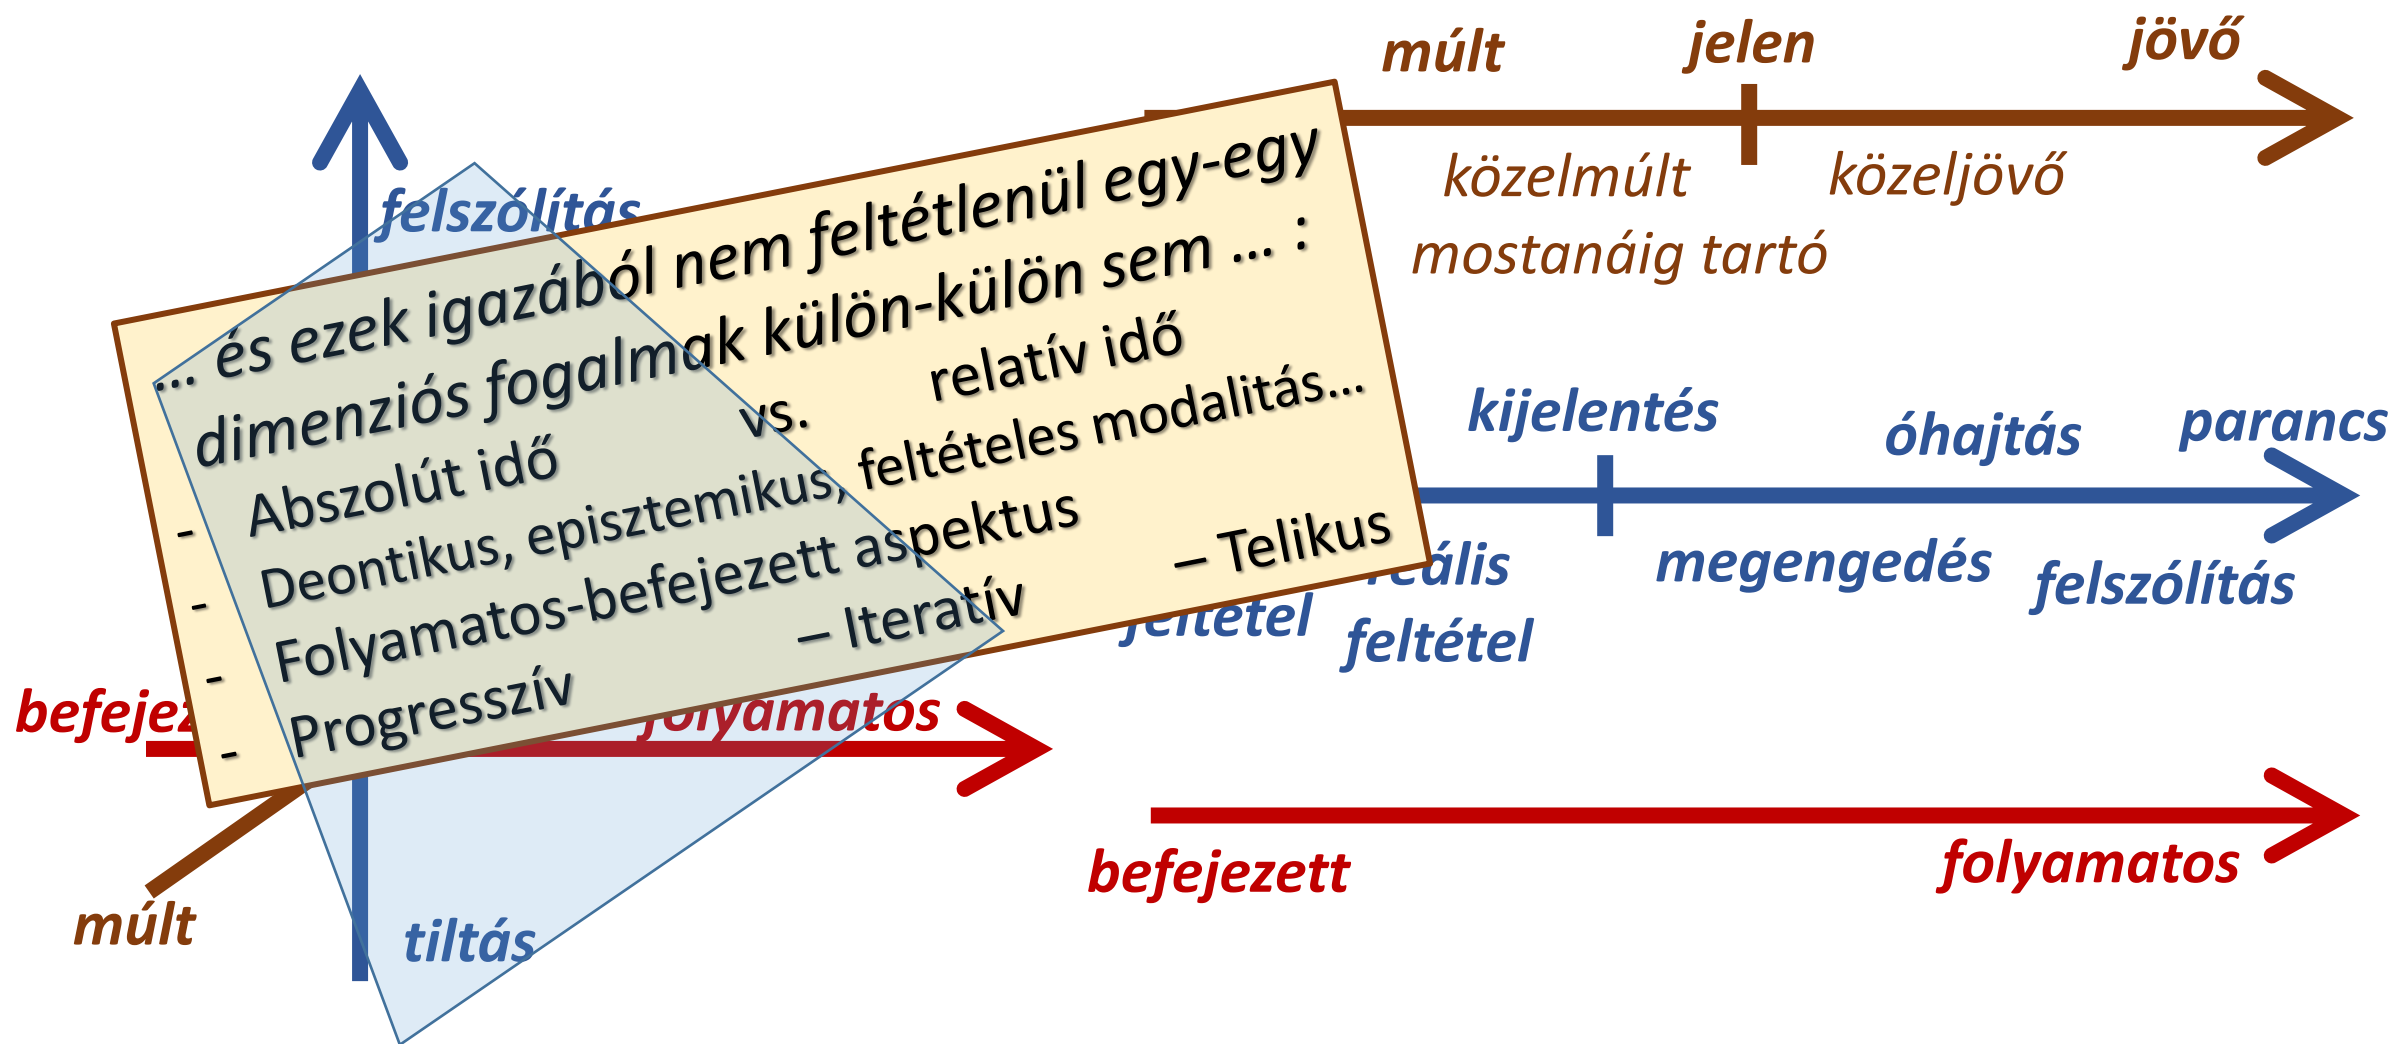 múlt jelen jövő
közelmúlt közeljövő
mostanáig tartó
felszólítás
… és ezek igazából nem feltétlenül egy-egy
dimenziós fogalmak külön-külön sem … :
- Abszolút idő vs. relatív idő
- Deontikus, episztemikus, feltételes modalitás…
- Folyamatos-befejezett aspektus
- Progresszív – Iteratív – Telikus
kijelentés óhajtás parancs
reális megengedés felszólítás
feltétel feltétel
folyamatos
befejezett folyamatos
múlt
tiltás